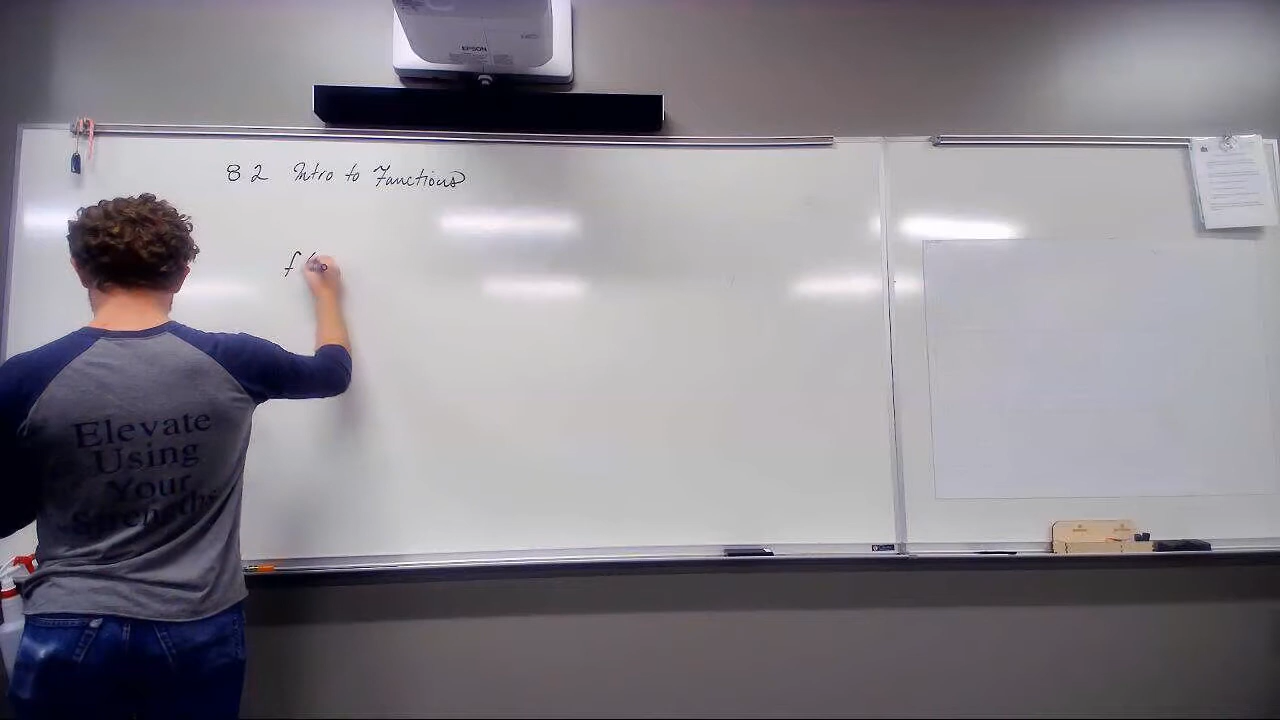 EPSON
8 2 Intro to Functions
f (
Elevate
Using
Your
Strengths